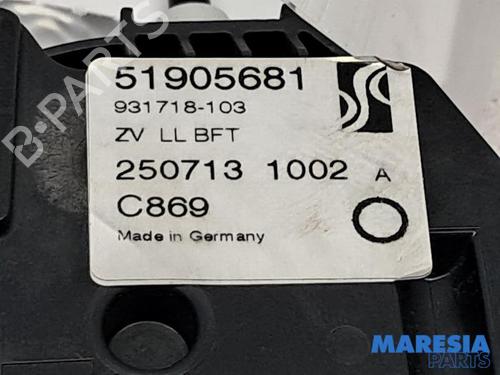 51905681
931718-103
ZV LL BFT
250713 1002 A
C869
Made in Germany
B-PARTS
MARESIA
PARTS